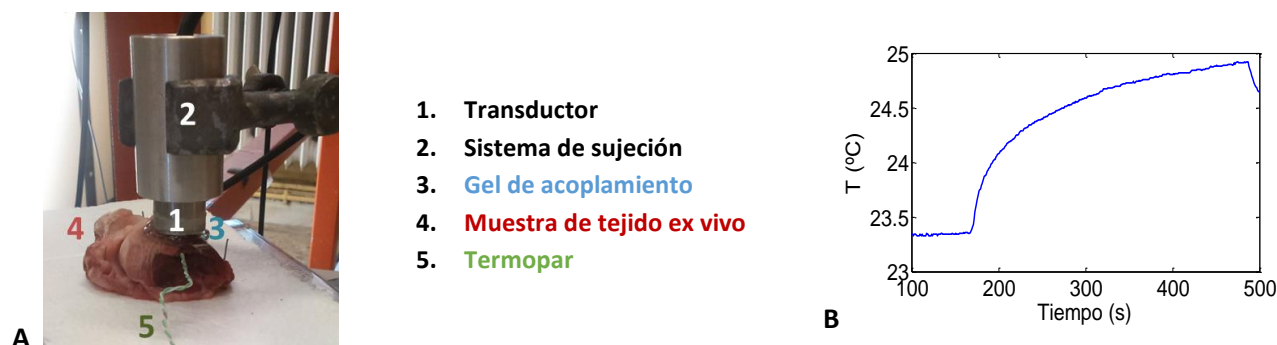 2
1
4
3
5
A
1. Transductor
2. Sistema de sujeción
3. Gel de acoplamiento
4. Muestra de tejido ex vivo
5. Termopar
25
24.5
24
23.5
23
T (ºC)
100 200 300 400 500
Tiempo (s)
B